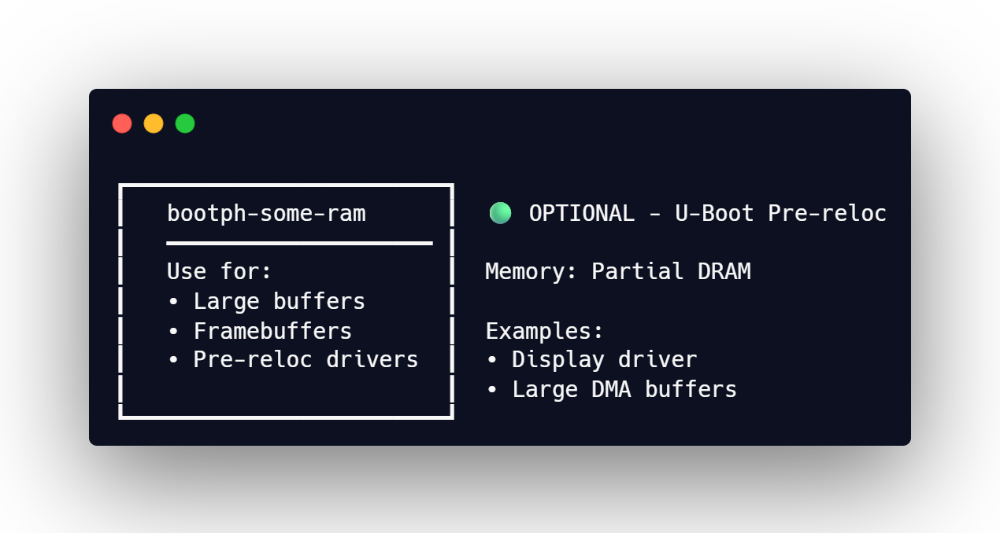 bootph-some-ram
Use for:
• Large buffers
• Framebuffers
• Pre-reloc drivers
OPTIONAL - U-Boot Pre-reloc
Memory: Partial DRAM
Examples:
• Display driver
• Large DMA buffers